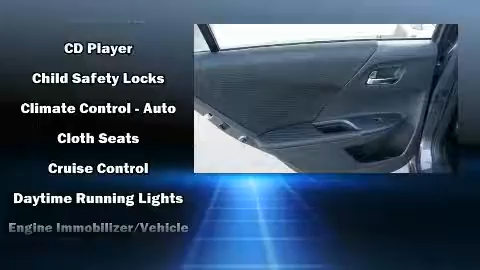 CD Player
Child Safety Locks
Climate Control - Auto
Cloth Seats
Cruise Control
Daytime Running Lights
Engine Immobilizer/Vehicle